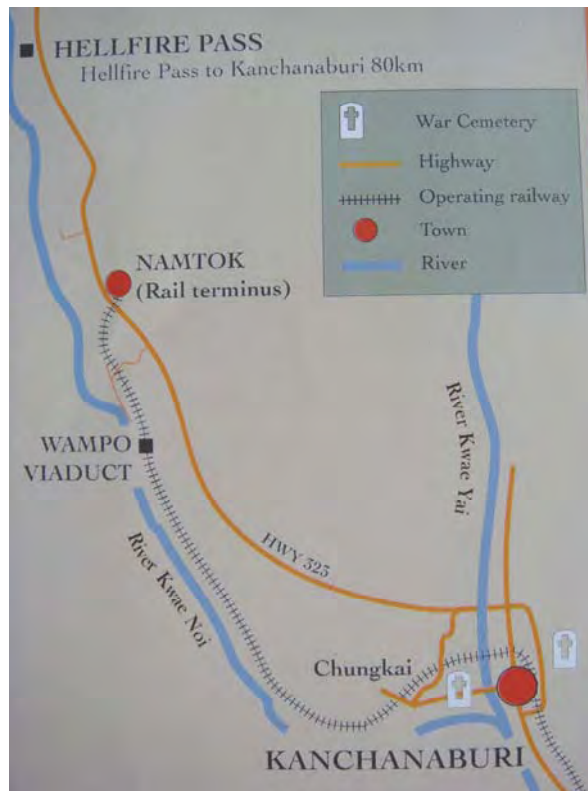 HELLFIRE PASS
Hellfire Pass to Kanchanaburi 80km
War Cemetery
Highway
Operating railway
Town
River
NAMTOK
(Rail terminus)
River Kwae Yai
WAMPO
VIADUCT
HWY 323
River Kwae Noi
Chungkai
KANCHANABURI